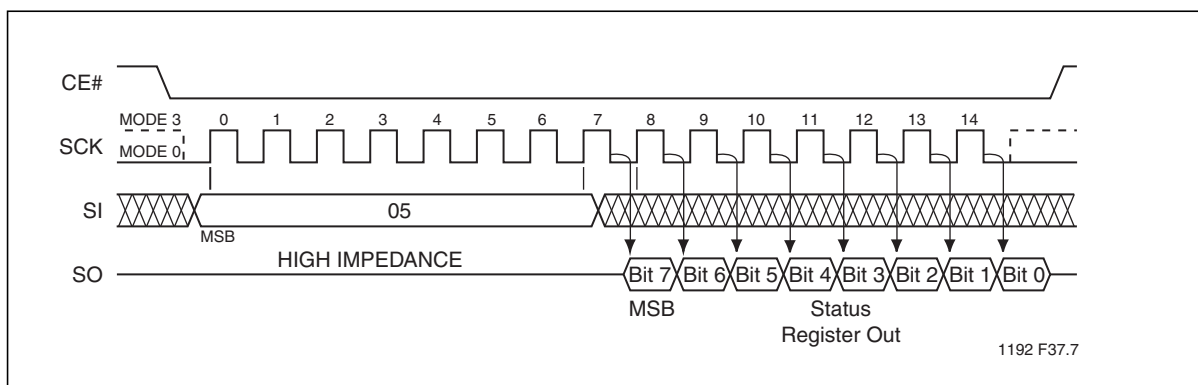 CE#
MODE 3 0 1 2 3 4 5 6 7 8 9 10 11 12 13 14
SCK
MODE 0
SI 05
MSB
HIGH IMPEDANCE
SO Bit 7 Bit 6 Bit 5 Bit 4 Bit 3 Bit 2 Bit 1 Bit 0
MSB Status
Register Out
1192 F37.7